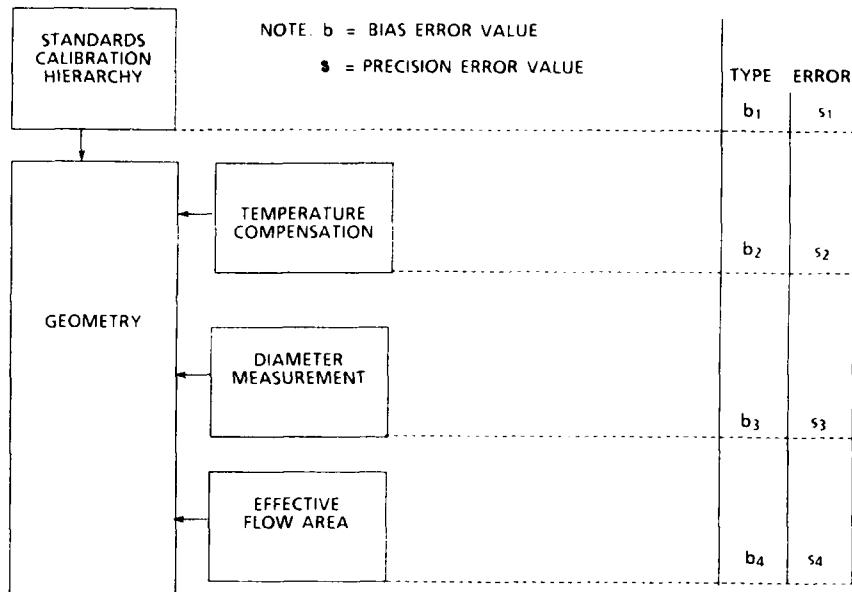 STANDARDS
CALIBRATION
HIERARCHY
NOTE. b = BIAS ERROR VALUE
s = PRECISION ERROR VALUE
TYPE ERROR
b1 s1
TEMPERATURE
COMPENSATION
b2 s2
GEOMETRY
DIAMETER
MEASUREMENT
b3 s3
EFFECTIVE
FLOW AREA
b4 s4